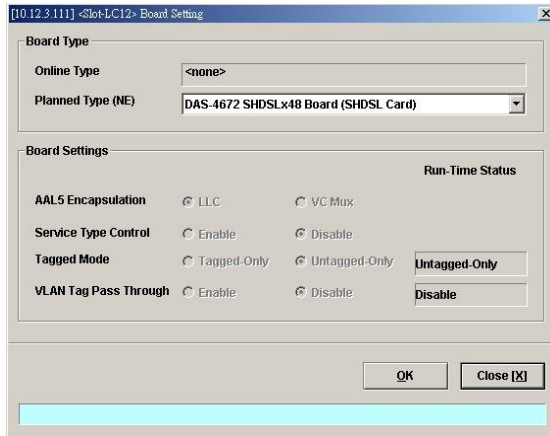 [10.12.3.111] <Slot-LC12> Board Setting
Board Type
Online Type <none>
Planned Type (NE) DAS-4672 SHDSLx48 Board (SHDSL Card)
Board Settings
Run-Time Status
AAL5 Encapsulation LLC VC Mux
Service Type Control Enable Disable
Tagged Mode Tagged-Only Untagged-Only Untagged-Only
VLAN Tag Pass Through Enable Disable Disable
OK Close [X]